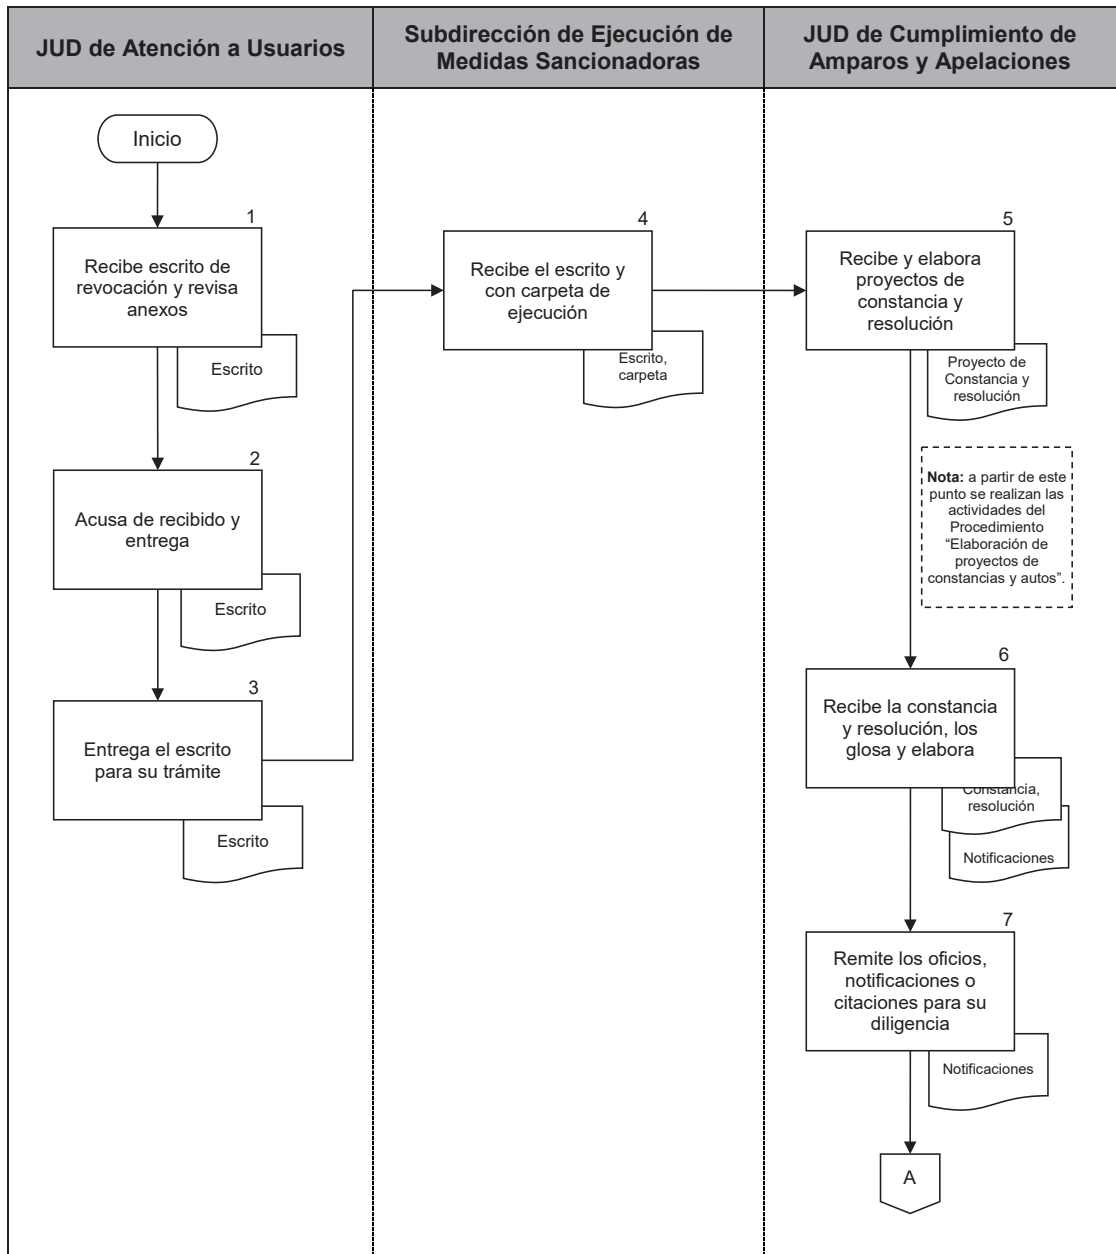 JUD de Atención a Usuarios
Subdirección de Ejecución de
Medidas Sancionadoras
JUD de Cumplimiento de
Amparos y Apelaciones
Inicio
1
Recibe escrito de
revocación y revisa
anexos
Escrito
2
Acusa de recibido y
entrega
Escrito
3
Entrega el escrito
para su trámite
Escrito
4
Recibe el escrito y
con carpeta de
ejecución
Escrito,
carpeta
5
Recibe y elabora
proyectos de
constancia y
resolución
Proyecto de
Constancia y
resolución
Nota: a partir de este
punto se realizan las
actividades del
Procedimiento
“Elaboración de
proyectos de
constancias y autos”.
6
Recibe la constancia
y resolución, los
glosa y elabora
Constancia,
resolución
Notificaciones
7
Remite los oficios,
notificaciones o
citaciones para su
diligencia
Notificaciones
A